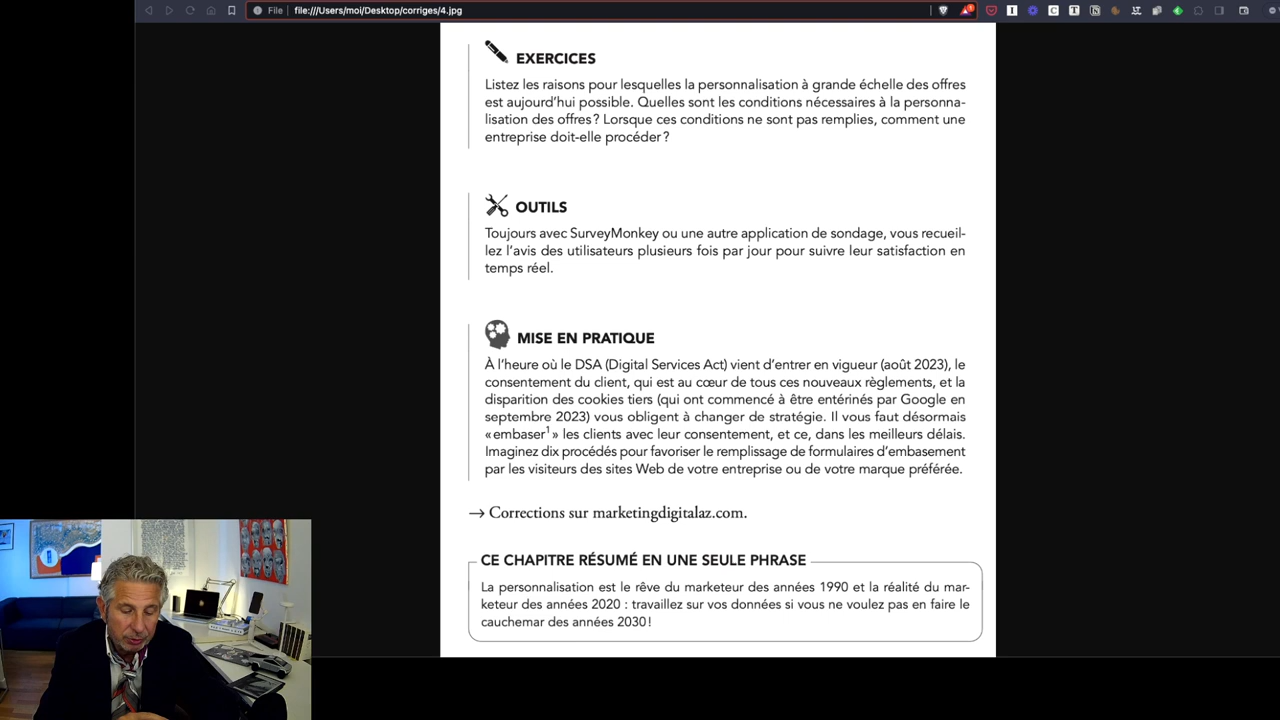 File file:///Users/moi/Desktop/corriges/4.jpg
EXERCICES
Listez les raisons pour lesquelles la personnalisation à grande échelle des offres
est aujourd'hui possible. Quelles sont les conditions nécessaires à la personna-
lisation des offres ? Lorsque ces conditions ne sont pas remplies, comment une
entreprise doit-elle procéder ?
OUTILS
Toujours avec SurveyMonkey ou une autre application de sondage, vous recueil-
lez l'avis des utilisateurs plusieurs fois par jour pour suivre leur satisfaction en
temps réel.
MISE EN PRATIQUE
À l'heure où le DSA (Digital Services Act) vient d'entrer en vigueur (août 2023), le
consentement du client, qui est au cœur de tous ces nouveaux règlements, et la
disparition des cookies tiers (qui ont commencé à être entérinés par Google en
septembre 2023) vous obligent à changer de stratégie. Il vous faut désormais
« embaser¹ » les clients avec leur consentement, et ce, dans les meilleurs délais.
Imaginez dix procédés pour favoriser le remplissage de formulaires d'embasement
par les visiteurs des sites Web de votre entreprise ou de votre marque préférée.
→ Corrections sur marketingdigitalaz.com.
CE CHAPITRE RÉSUMÉ EN UNE SEULE PHRASE
La personnalisation est le rêve du marketeur des années 1990 et la réalité du mar-
keteur des années 2020 : travaillez sur vos données si vous ne voulez pas en faire le
cauchemar des années 2030 !